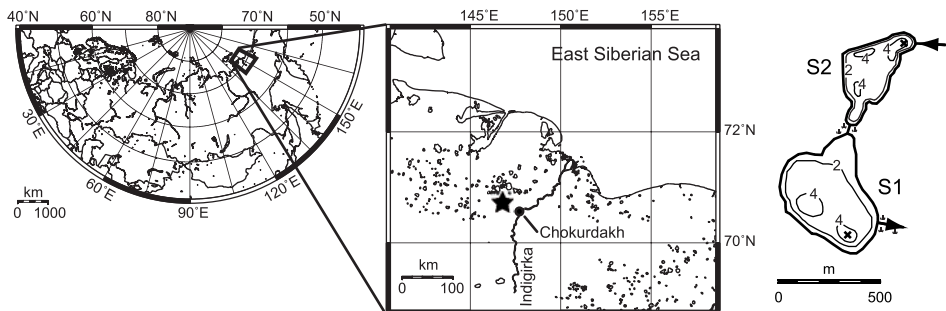 40˚N 60˚N 80˚N 70˚N 50˚N
30˚E
60˚E
90˚E
120˚E
150˚E
km
0 1000
145˚E 150˚E 155˚E
East Siberian Sea
72˚N
70˚N
Chokurdakh
Indigirka
km
0 100
S2
4
4
2
4
S1
2
4
4
m
0 500